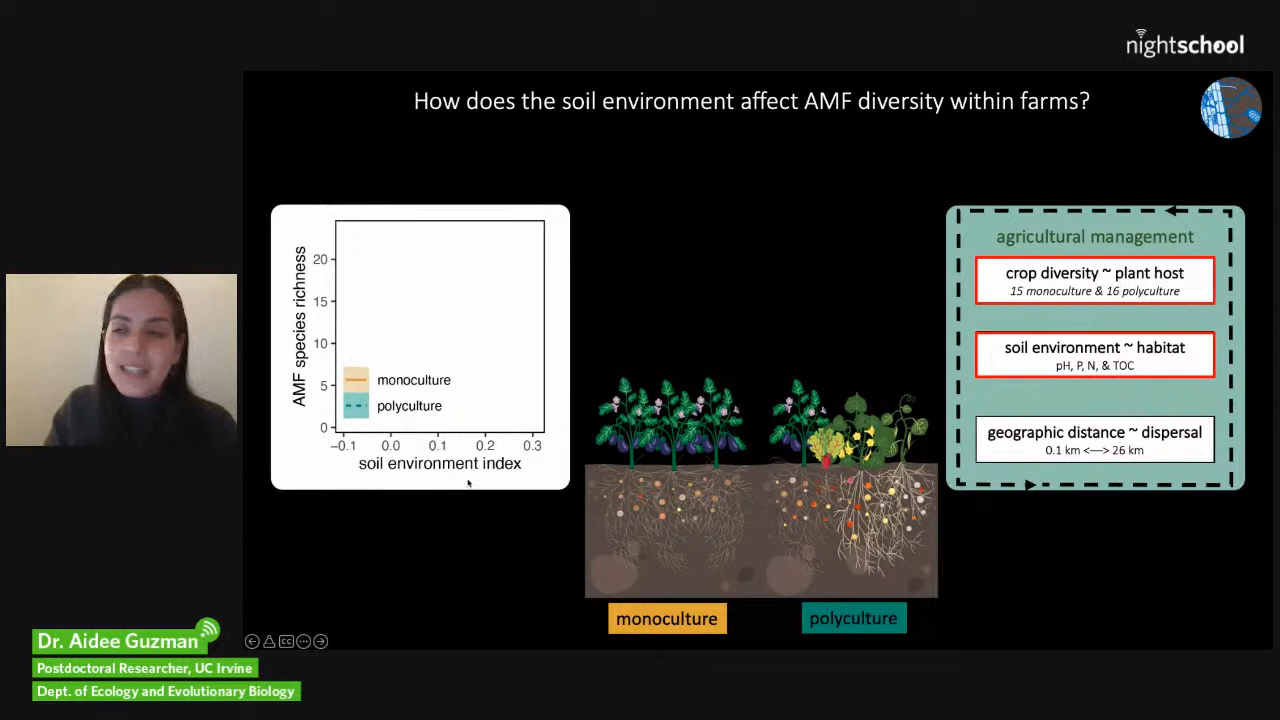 nightschool
How does the soil environment affect AMF diversity within farms?
AMF species richness
20
15
10
5
0
monoculture
polyculture
−0.1 0.0 0.1 0.2 0.3
soil environment index
agricultural management
crop diversity ~ plant host
15 monoculture & 16 polyculture
soil environment ~ habitat
pH, P, N, & TOC
geographic distance ~ dispersal
0.1 km <—> 26 km
monoculture
polyculture
Dr. Aidee Guzman
Postdoctoral Researcher, UC Irvine
Dept. of Ecology and Evolutionary Biology
CC